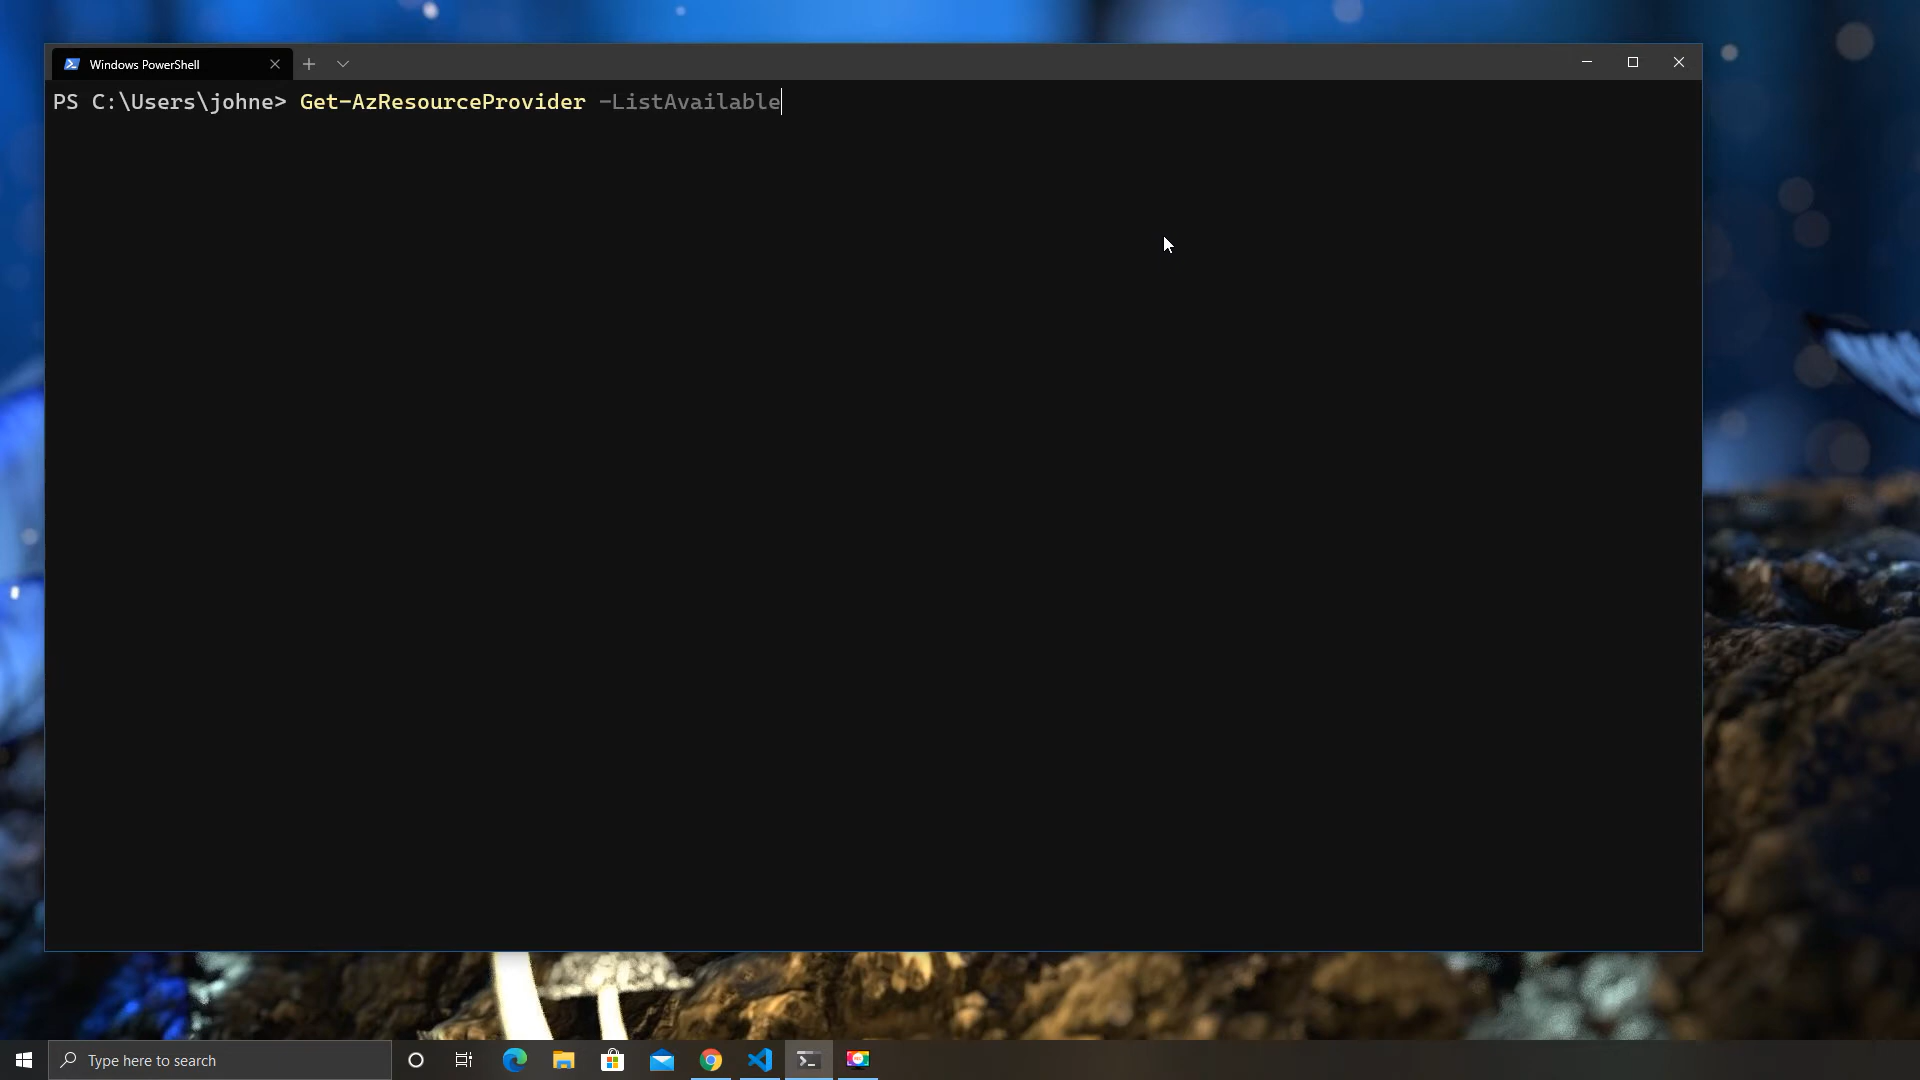 Windows PowerShell
PS C:\Users\johne> Get-AzResourceProvider -ListAvailable
Type here to search